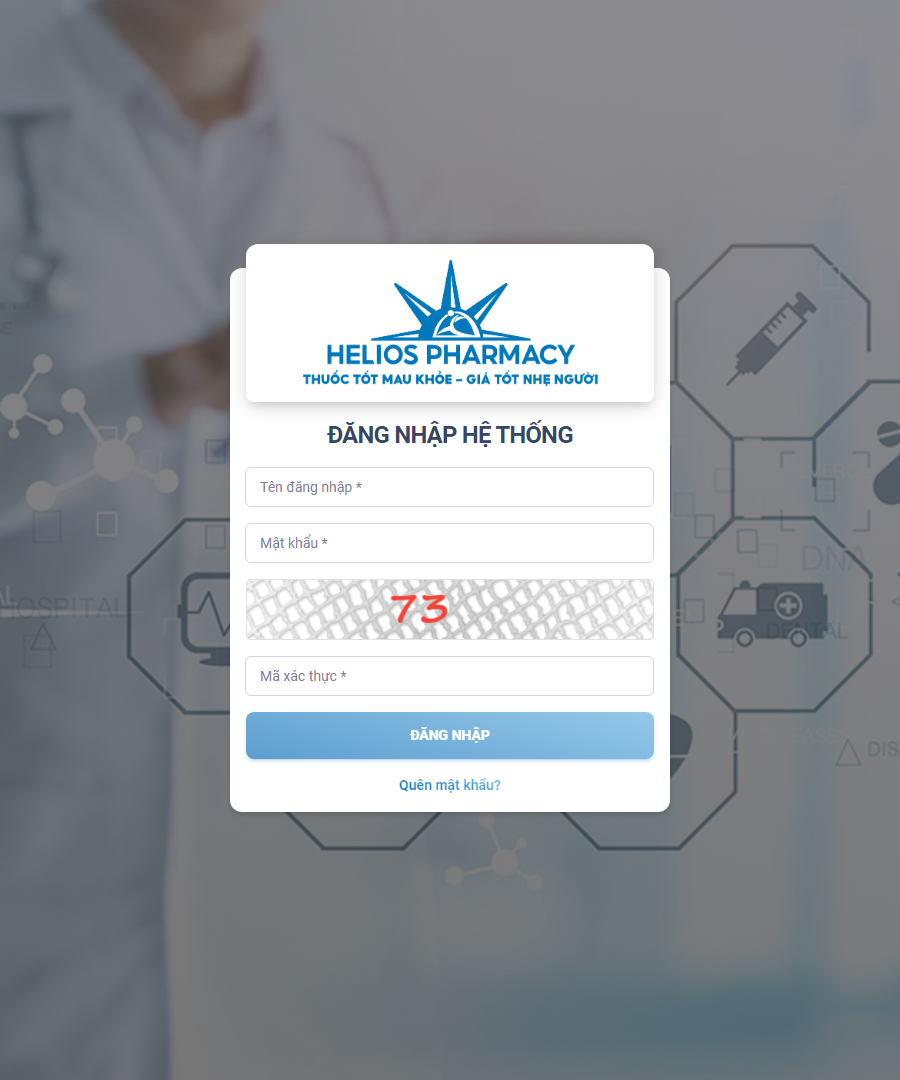 HELIOS PHARMACY
THUỐC TỐT MAU KHỎE – GIÁ TỐT NHẸ NGƯỜI
ĐĂNG NHẬP HỆ THỐNG
Tên đăng nhập *
Mật khẩu *
73
Mã xác thực *
ĐĂNG NHẬP
Quên mật khẩu?
HOSPITAL
DNA
DENTAL